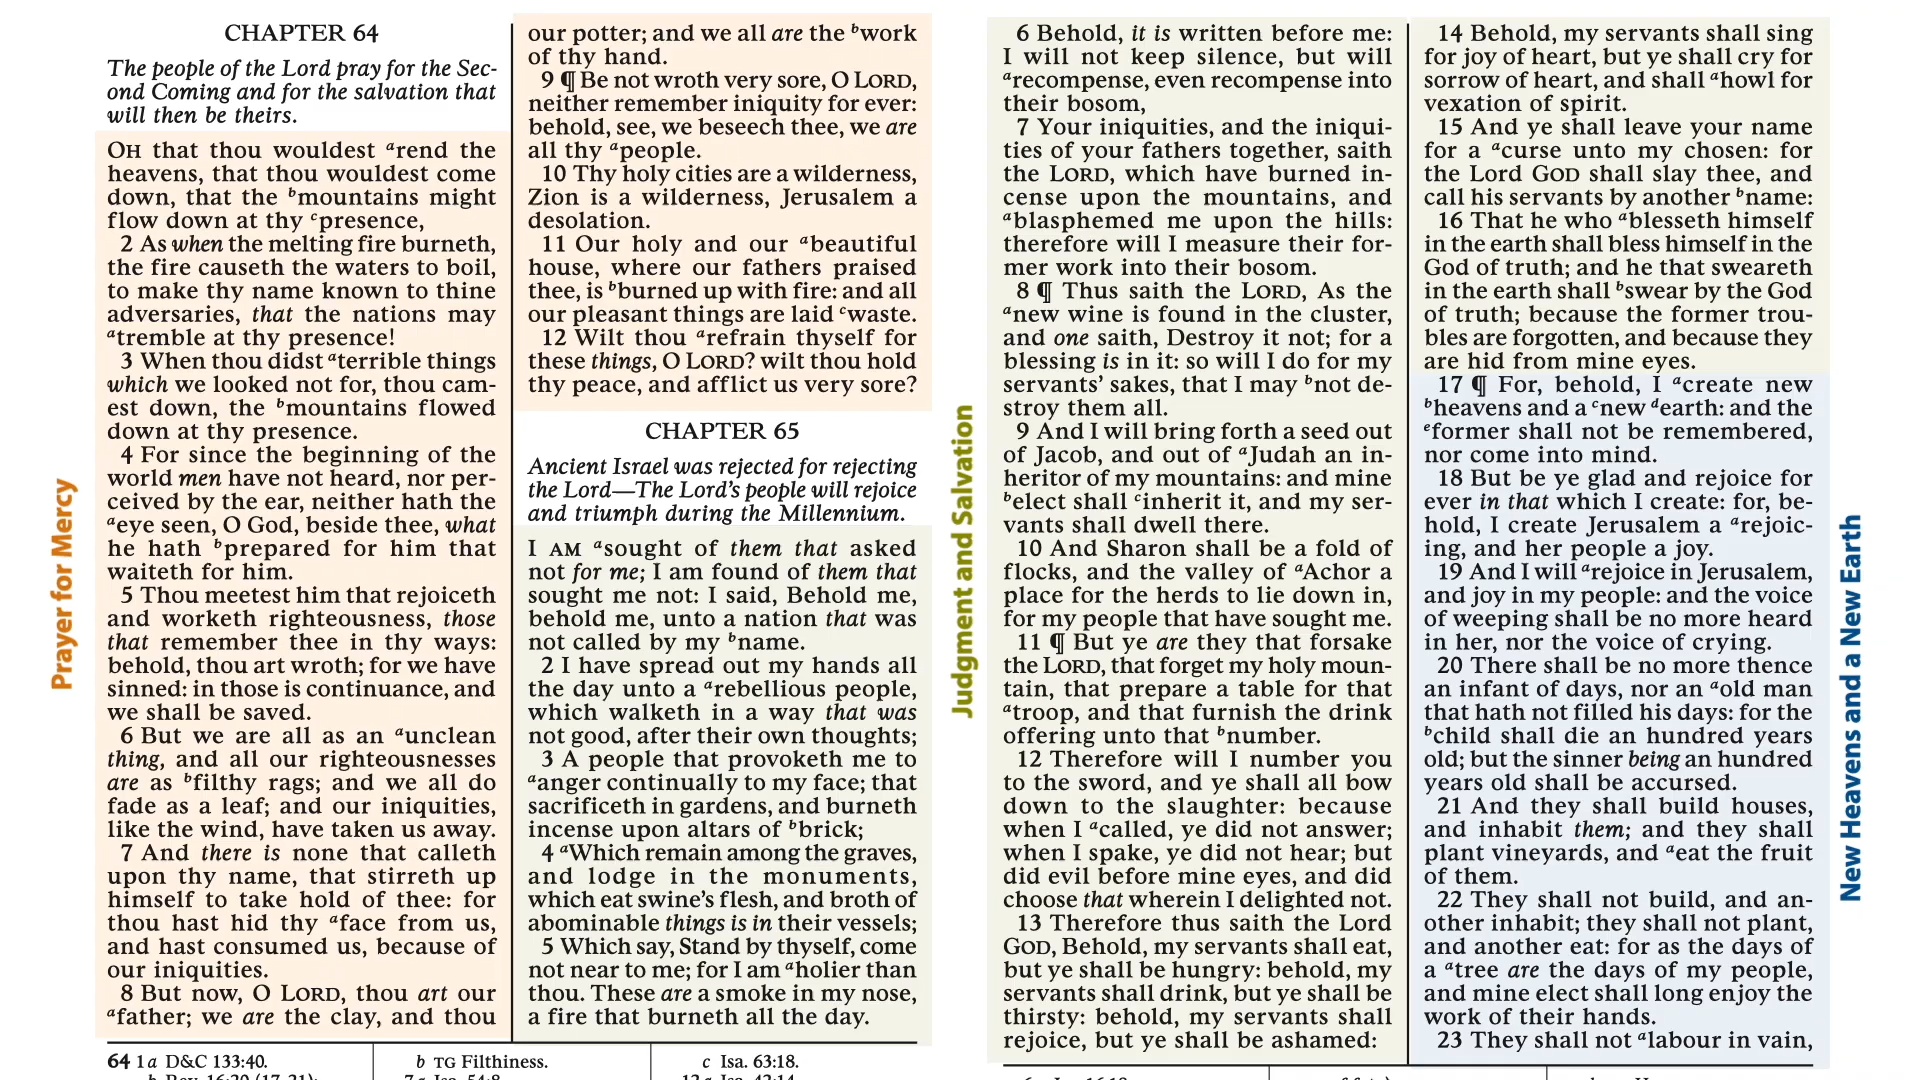 Prayer for Mercy
CHAPTER 64
The people of the Lord pray for the Sec-
ond Coming and for the salvation that
will then be theirs.
OH that thou wouldest ᵃrend the
heavens, that thou wouldest come
down, that the ᵇmountains might
flow down at thy ᶜpresence,
2 As when the melting fire burneth,
the fire causeth the waters to boil,
to make thy name known to thine
adversaries, that the nations may
ᵃtremble at thy presence!
3 When thou didst ᵃterrible things
which we looked not for, thou cam-
est down, the ᵇmountains flowed
down at thy presence.
4 For since the beginning of the
world men have not heard, nor per-
ceived by the ear, neither hath the
ᵃeye seen, O God, beside thee, what
he hath ᵇprepared for him that
waiteth for him.
5 Thou meetest him that rejoiceth
and worketh righteousness, those
that remember thee in thy ways:
behold, thou art wroth; for we have
sinned: in those is continuance, and
we shall be saved.
6 But we are all as an ᵃunclean
thing, and all our righteousnesses
are as ᵇfilthy rags; and we all do
fade as a leaf; and our iniquities,
like the wind, have taken us away.
7 And there is none that calleth
upon thy name, that stirreth up
himself to take hold of thee: for
thou hast hid thy ᵃface from us,
and hast consumed us, because of
our iniquities.
8 But now, O LORD, thou art our
ᵃfather; we are the clay, and thou
our potter; and we all are the ᵇwork
of thy hand.
9 ¶ Be not wroth very sore, O LORD,
neither remember iniquity for ever:
behold, see, we beseech thee, we are
all thy ᵃpeople.
10 Thy holy cities are a wilderness,
Zion is a wilderness, Jerusalem a
desolation.
11 Our holy and our ᵃbeautiful
house, where our fathers praised
thee, is ᵇburned up with fire: and all
our pleasant things are laid ᶜwaste.
12 Wilt thou ᵃrefrain thyself for
these things, O LORD? wilt thou hold
thy peace, and afflict us very sore?
CHAPTER 65
Ancient Israel was rejected for rejecting
the Lord—The Lord’s people will rejoice
and triumph during the Millennium.
I AM ᵃsought of them that asked
not for me; I am found of them that
sought me not: I said, Behold me,
behold me, unto a nation that was
not called by my ᵇname.
2 I have spread out my hands all
the day unto a ᵃrebellious people,
which walketh in a way that was
not good, after their own thoughts;
3 A people that provoketh me to
ᵃanger continually to my face; that
sacrificeth in gardens, and burneth
incense upon altars of ᵇbrick;
4 ᵃWhich remain among the graves,
and lodge in the monuments,
which eat swine’s flesh, and broth of
abominable things is in their vessels;
5 Which say, Stand by thyself, come
not near to me; for I am ᵃholier than
thou. These are a smoke in my nose,
a fire that burneth all the day.
64 1 a D&C 133:40.
b TG Filthiness.
c Isa. 63:18.
Judgment and Salvation
6 Behold, it is written before me:
I will not keep silence, but will
ᵃrecompense, even recompense into
their bosom,
7 Your iniquities, and the iniqui-
ties of your fathers together, saith
the LORD, which have burned in-
cense upon the mountains, and
ᵃblasphemed me upon the hills:
therefore will I measure their for-
mer work into their bosom.
8 ¶ Thus saith the LORD, As the
ᵃnew wine is found in the cluster,
and one saith, Destroy it not; for a
blessing is in it: so will I do for my
servants’ sakes, that I may ᵇnot de-
stroy them all.
9 And I will bring forth a seed out
of Jacob, and out of ᵃJudah an in-
heritor of my mountains: and mine
ᵇelect shall ᶜinherit it, and my ser-
vants shall dwell there.
10 And Sharon shall be a fold of
flocks, and the valley of ᵃAchor a
place for the herds to lie down in,
for my people that have sought me.
11 ¶ But ye are they that forsake
the LORD, that forget my holy moun-
tain, that prepare a table for that
ᵃtroop, and that furnish the drink
offering unto that ᵇnumber.
12 Therefore will I number you
to the sword, and ye shall all bow
down to the slaughter: because
when I ᵃcalled, ye did not answer;
when I spake, ye did not hear; but
did evil before mine eyes, and did
choose that wherein I delighted not.
13 Therefore thus saith the Lord
GOD, Behold, my servants shall eat,
but ye shall be hungry: behold, my
servants shall drink, but ye shall be
thirsty: behold, my servants shall
rejoice, but ye shall be ashamed:
14 Behold, my servants shall sing
for joy of heart, but ye shall cry for
sorrow of heart, and shall ᵃhowl for
vexation of spirit.
15 And ye shall leave your name
for a ᵃcurse unto my chosen: for
the Lord GOD shall slay thee, and
call his servants by another ᵇname:
16 That he who ᵃblesseth himself
in the earth shall bless himself in the
God of truth; and he that sweareth
in the earth shall ᵇswear by the God
of truth; because the former trou-
bles are forgotten, and because they
are hid from mine eyes.
17 ¶ For, behold, I ᵃcreate new
ᵇheavens and a ᶜnew ᵈearth: and the
ᵉformer shall not be remembered,
nor come into mind.
18 But be ye glad and rejoice for
ever in that which I create: for, be-
hold, I create Jerusalem a ᵃrejoic-
ing, and her people a joy.
19 And I will ᵃrejoice in Jerusalem,
and joy in my people: and the voice
of weeping shall be no more heard
in her, nor the voice of crying.
20 There shall be no more thence
an infant of days, nor an ᵃold man
that hath not filled his days: for the
ᵇchild shall die an hundred years
old; but the sinner being an hundred
years old shall be accursed.
21 And they shall build houses,
and inhabit them; and they shall
plant vineyards, and ᵃeat the fruit
of them.
22 They shall not build, and an-
other inhabit; they shall not plant,
and another eat: for as the days of
a ᵃtree are the days of my people,
and mine elect shall long enjoy the
work of their hands.
23 They shall not ᵃlabour in vain,
New Heavens and a New Earth